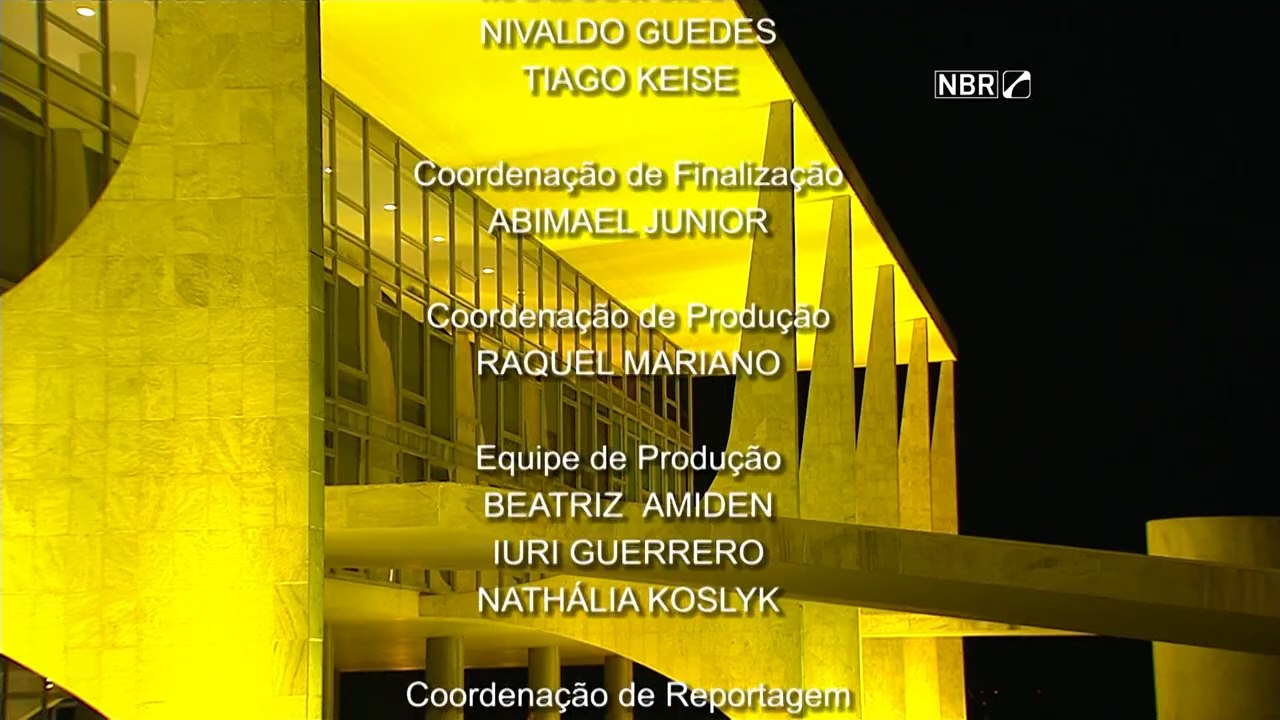 NIVALDO GUEDES
TIAGO KEISE
NBR
Coordenação de Finalização
ABIMAEL JUNIOR
Coordenação de Produção
RAQUEL MARIANO
Equipe de Produção
BEATRIZ AMIDEN
IURI GUERRERO
NATHÁLIA KOSLYK
Coordenação de Reportagem